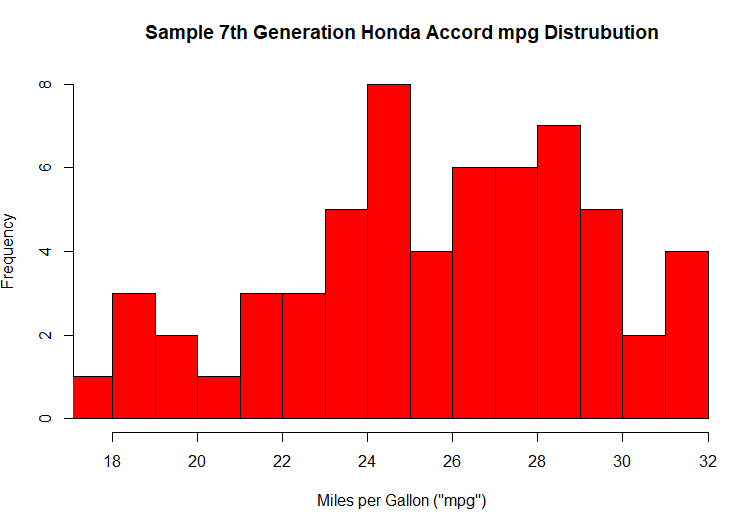 Sample 7th Generation Honda Accord mpg Distrubution
Frequency
8
6
4
2
0
18 20 22 24 26 28 30 32
Miles per Gallon ("mpg")